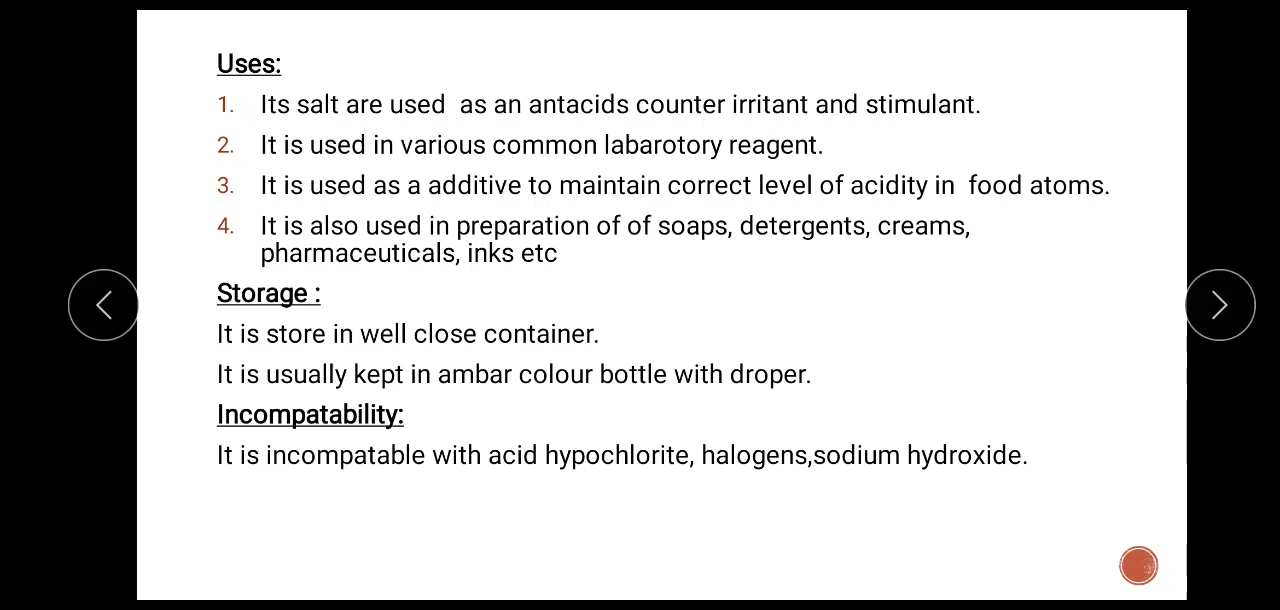 Uses:
1. Its salt are used as an antacids counter irritant and stimulant.
2. It is used in various common labarotory reagent.
3. It is used as a additive to maintain correct level of acidity in food atoms.
4. It is also used in preparation of of soaps, detergents, creams,
pharmaceuticals, inks etc
Storage :
It is store in well close container.
It is usually kept in ambar colour bottle with droper.
Incompatability:
It is incompatable with acid hypochlorite, halogens,sodium hydroxide.